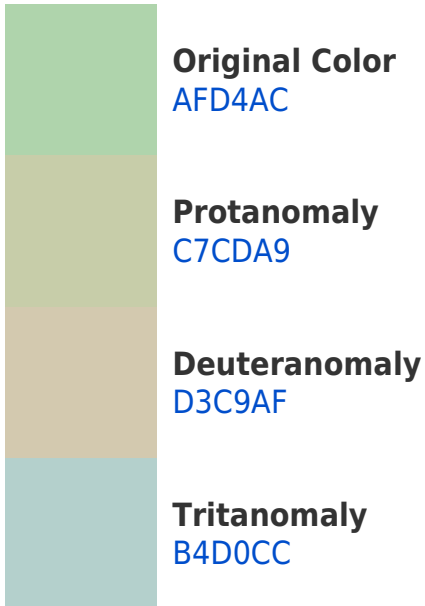 Original Color
AFD4AC
Protanomaly
C7CDA9
Deuteranomaly
D3C9AF
Tritanomaly
B4D0CC